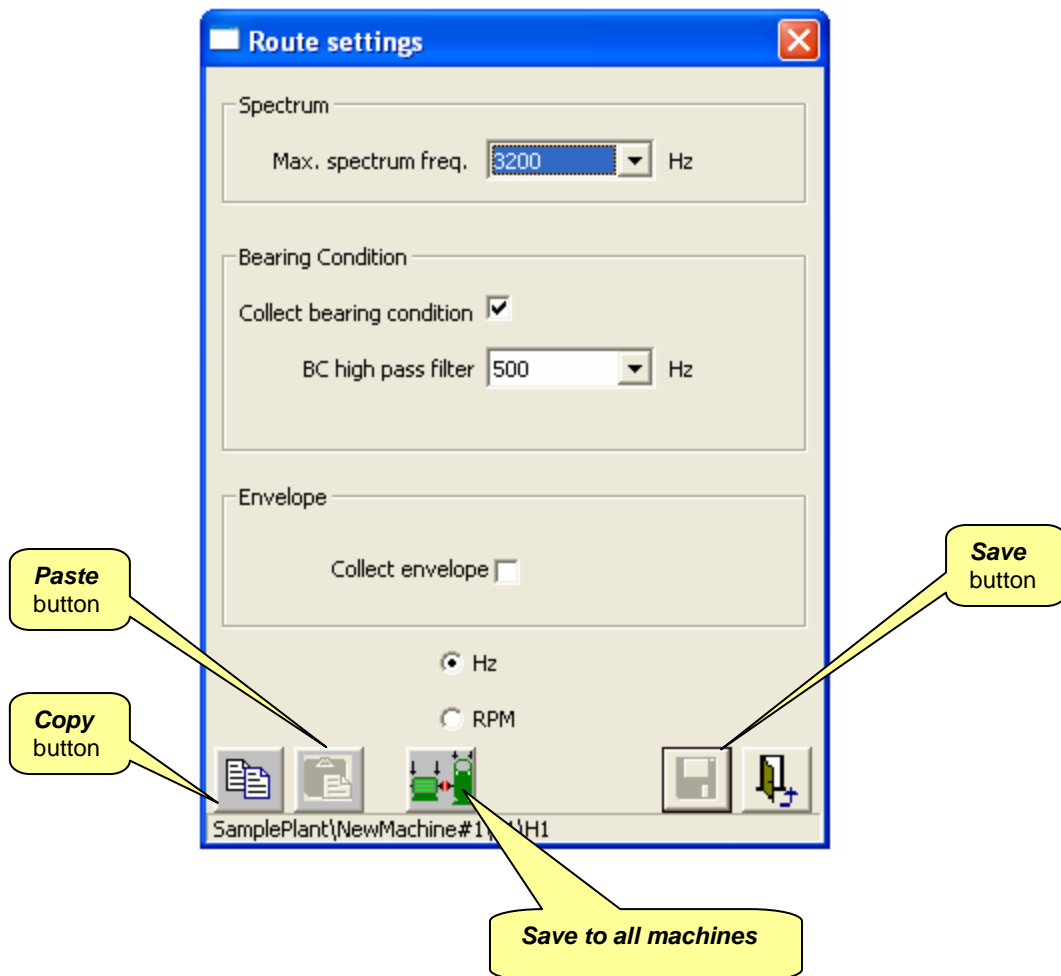 Route settings
Spectrum
Max. spectrum freq. 3200 Hz
Bearing Condition
Collect bearing condition
BC high pass filter 500 Hz
Envelope
Collect envelope
Paste
button
Save
button
Hz
Copy
button
RPM
SamplePlant\NewMachine#1\ \H1
Save to all machines